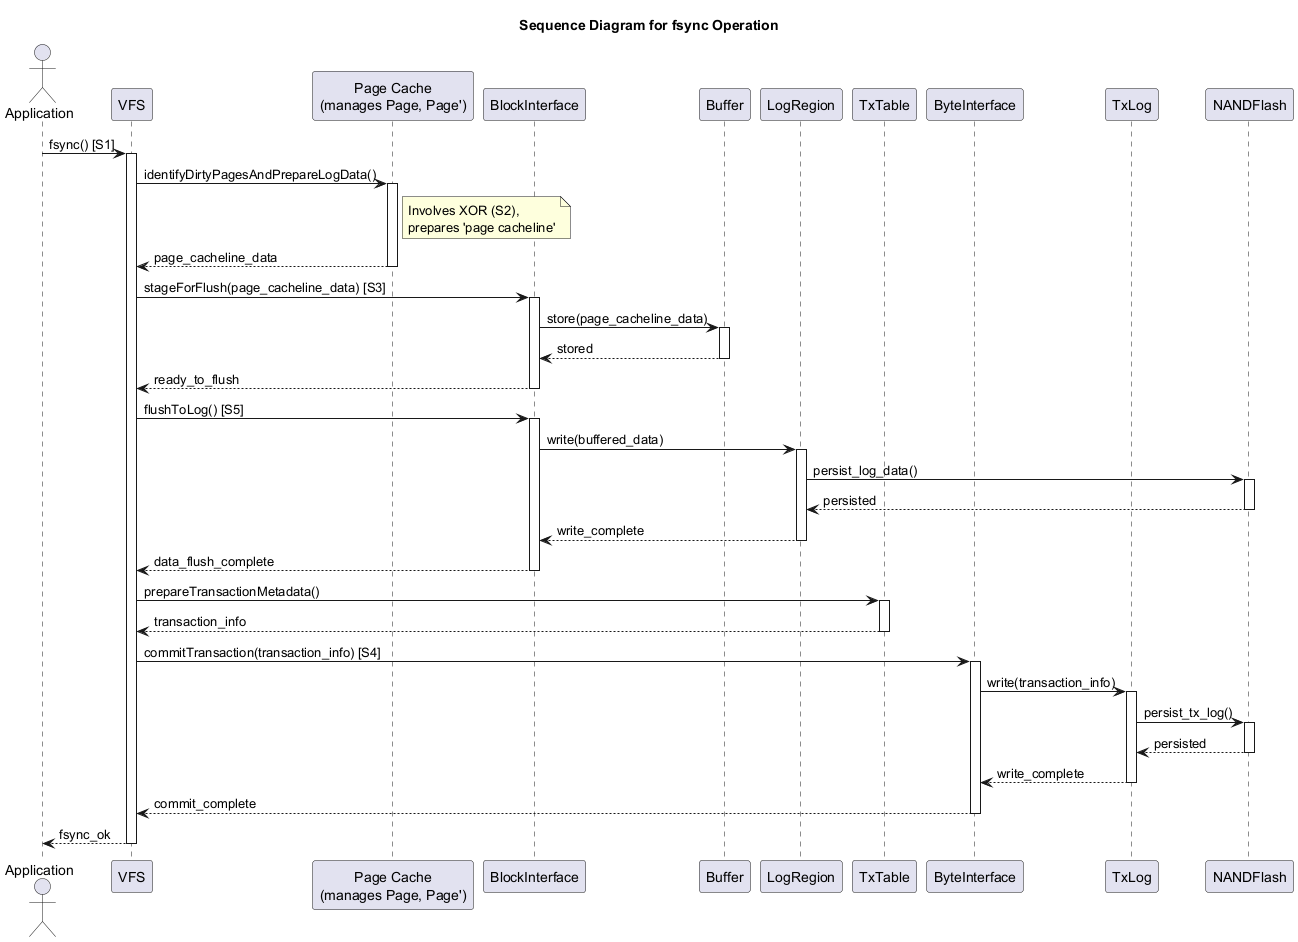 Sequence Diagram for fsync Operation
Application
VFS
Page Cache
(manages Page, Page')
BlockInterface
Buffer
LogRegion
TxTable
ByteInterface
TxLog
NANDFlash
fsync() [S1]
identifyDirtyPagesAndPrepareLogData()
Involves XOR (S2),
prepares 'page cacheline'
page_cacheline_data
stageForFlush(page_cacheline_data) [S3]
store(page_cacheline_data)
stored
ready_to_flush
flushToLog() [S5]
write(buffered_data)
persist_log_data()
persisted
write_complete
data_flush_complete
prepareTransactionMetadata()
transaction_info
commitTransaction(transaction_info) [S4]
write(transaction_info)
persist_tx_log()
persisted
write_complete
commit_complete
fsync_ok
Application
VFS
Page Cache
(manages Page, Page')
BlockInterface
Buffer
LogRegion
TxTable
ByteInterface
TxLog
NANDFlash